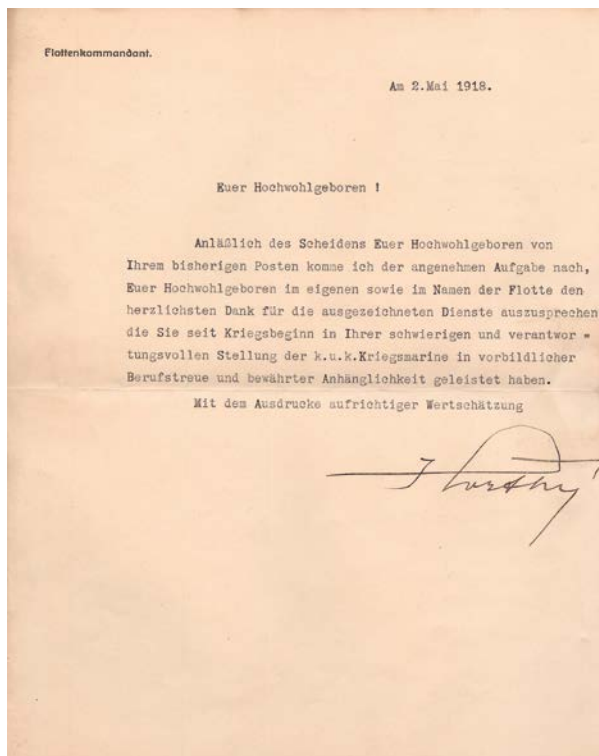 Flottenkommandant.
Am 2.Mai 1918.
Euer Hochwohlgeboren !
Anläßlich des Scheidens Euer Hochwohlgeboren von
Ihrem bisherigen Posten komme ich der angenehmen Aufgabe nach,
Euer Hochwohlgeboren im eigenen sowie im Namen der Flotte den
herzlichsten Dank für die ausgezeichneten Dienste auszusprechen
die Sie seit Kriegsbeginn in Ihrer schwierigen und verantwor =
tungsvollen Stellung der k.u.k.Kriegsmarine in vorbildlicher
Berufstreue und bewährter Anhänglichkeit geleistet haben.
Mit dem Ausdrucke aufrichtiger Wertschätzung
Horthy